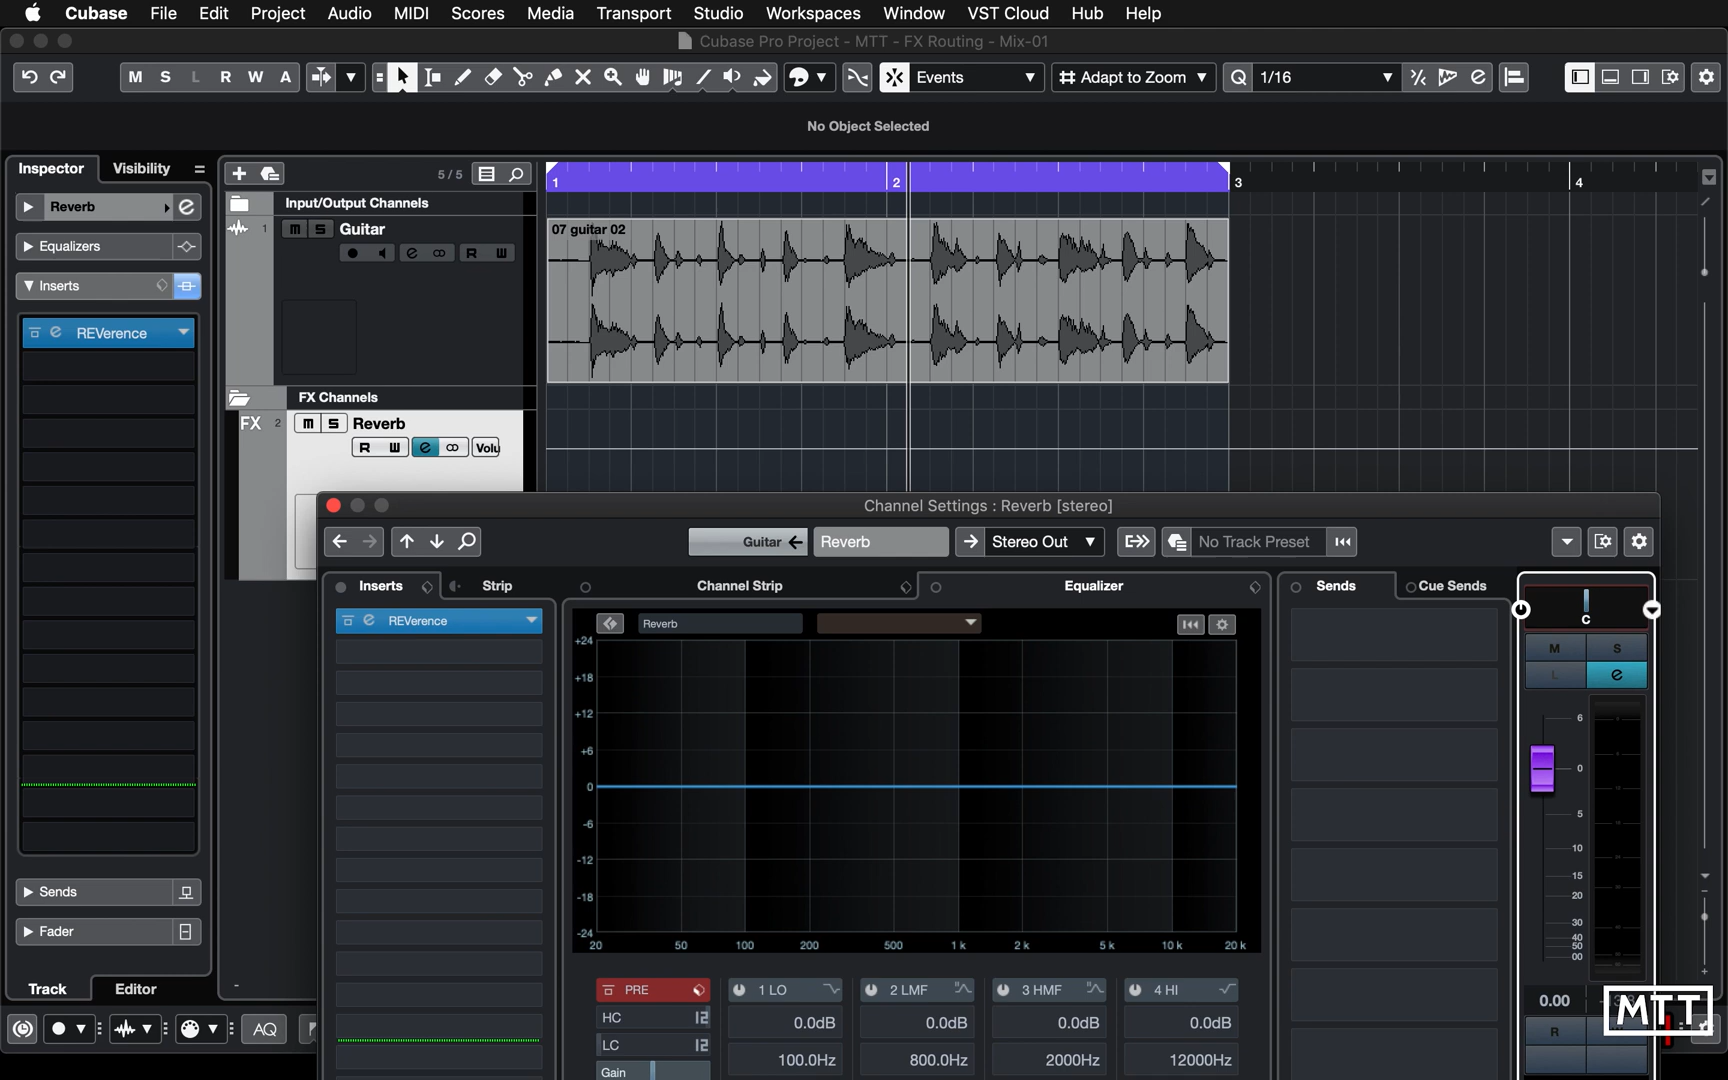 Cubase File Edit Project Audio MIDI Scores Media Transport Studio Workspaces Window VST Cloud Hub Help
Cubase Pro Project - MTT - FX Routing - Mix-01
M S L R W A Events Adapt to Zoom Q 1/16
No Object Selected
Inspector Visibility
5 / 5
1 2 3 4
Reverb
Input/Output Channels
1 m S Guitar
R W
07 guitar 02
Equalizers
Inserts
REVerence
FX Channels
FX 2 m S Reverb
R W e Volu
Channel Settings : Reverb [stereo]
Guitar Reverb Stereo Out No Track Preset
Inserts Strip Channel Strip Equalizer Sends Cue Sends
REVerence
Reverb
C
M S
L e
+24
+18
+12
+6
0
-6
-12
-18
-24
20 50 100 200 500 1k 2k 5k 10k 20k
6
0
5
10
15
20
30
40
50
00
Sends
Fader
Track Editor
AQ
PRE 1 LO 2 LMF 3 HMF 4 HI
HC 0.0dB 0.0dB 0.0dB 0.0dB
LC 100.0Hz 800.0Hz 2000Hz 12000Hz
Gain
0.00
R
MTT